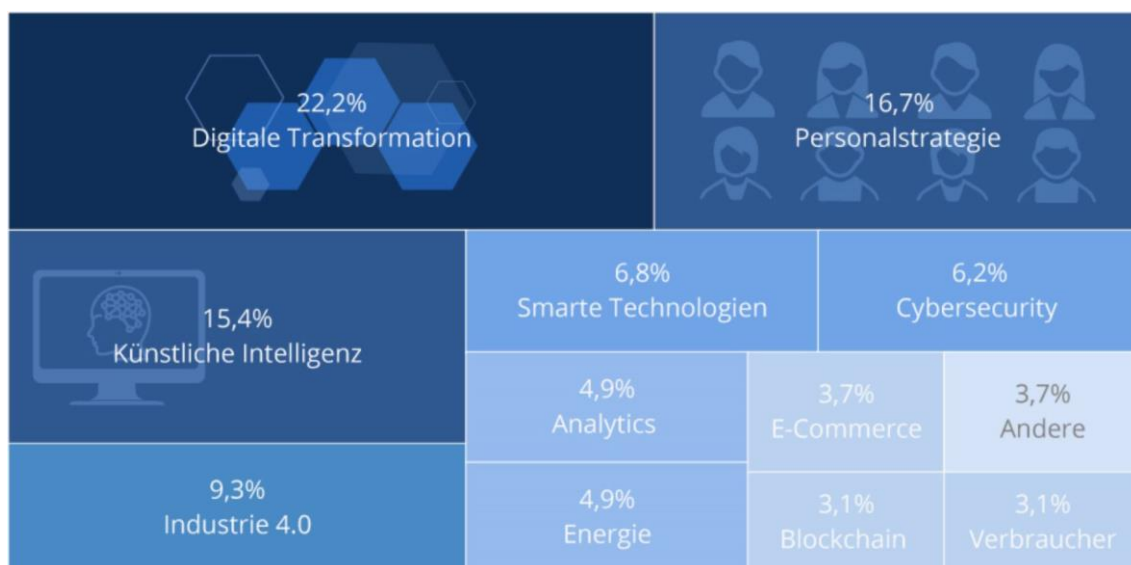 22,2%
Digitale Transformation
16,7%
Personalstrategie
15,4%
Künstliche Intelligenz
6,8%
Smarte Technologien
6,2%
Cybersecurity
4,9%
Analytics
3,7%
E-Commerce
3,7%
Andere
9,3%
Industrie 4.0
4,9%
Energie
3,1%
Blockchain
3,1%
Verbraucher